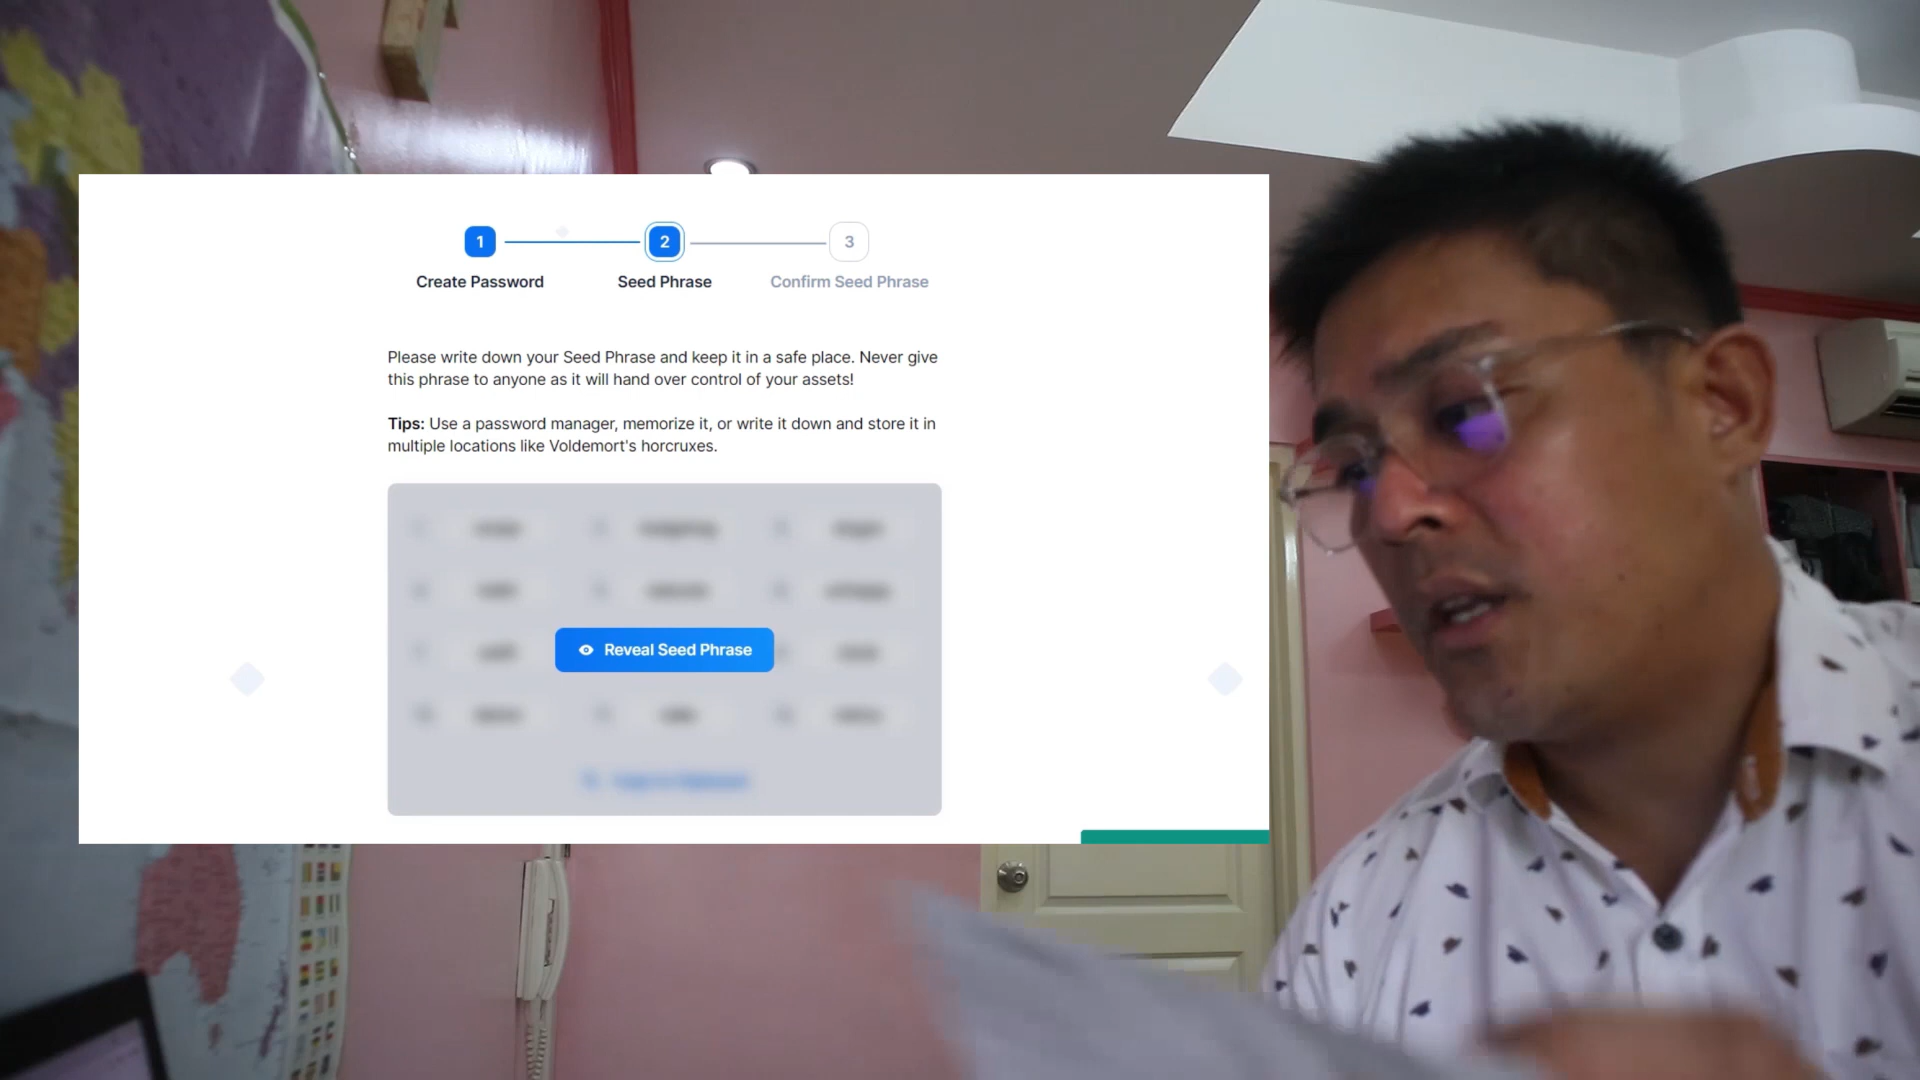 1
2
3
Create Password
Seed Phrase
Confirm Seed Phrase
Please write down your Seed Phrase and keep it in a safe place. Never give
this phrase to anyone as it will hand over control of your assets!
Tips: Use a password manager, memorize it, or write it down and store it in
multiple locations like Voldemort's horcruxes.
Reveal Seed Phrase